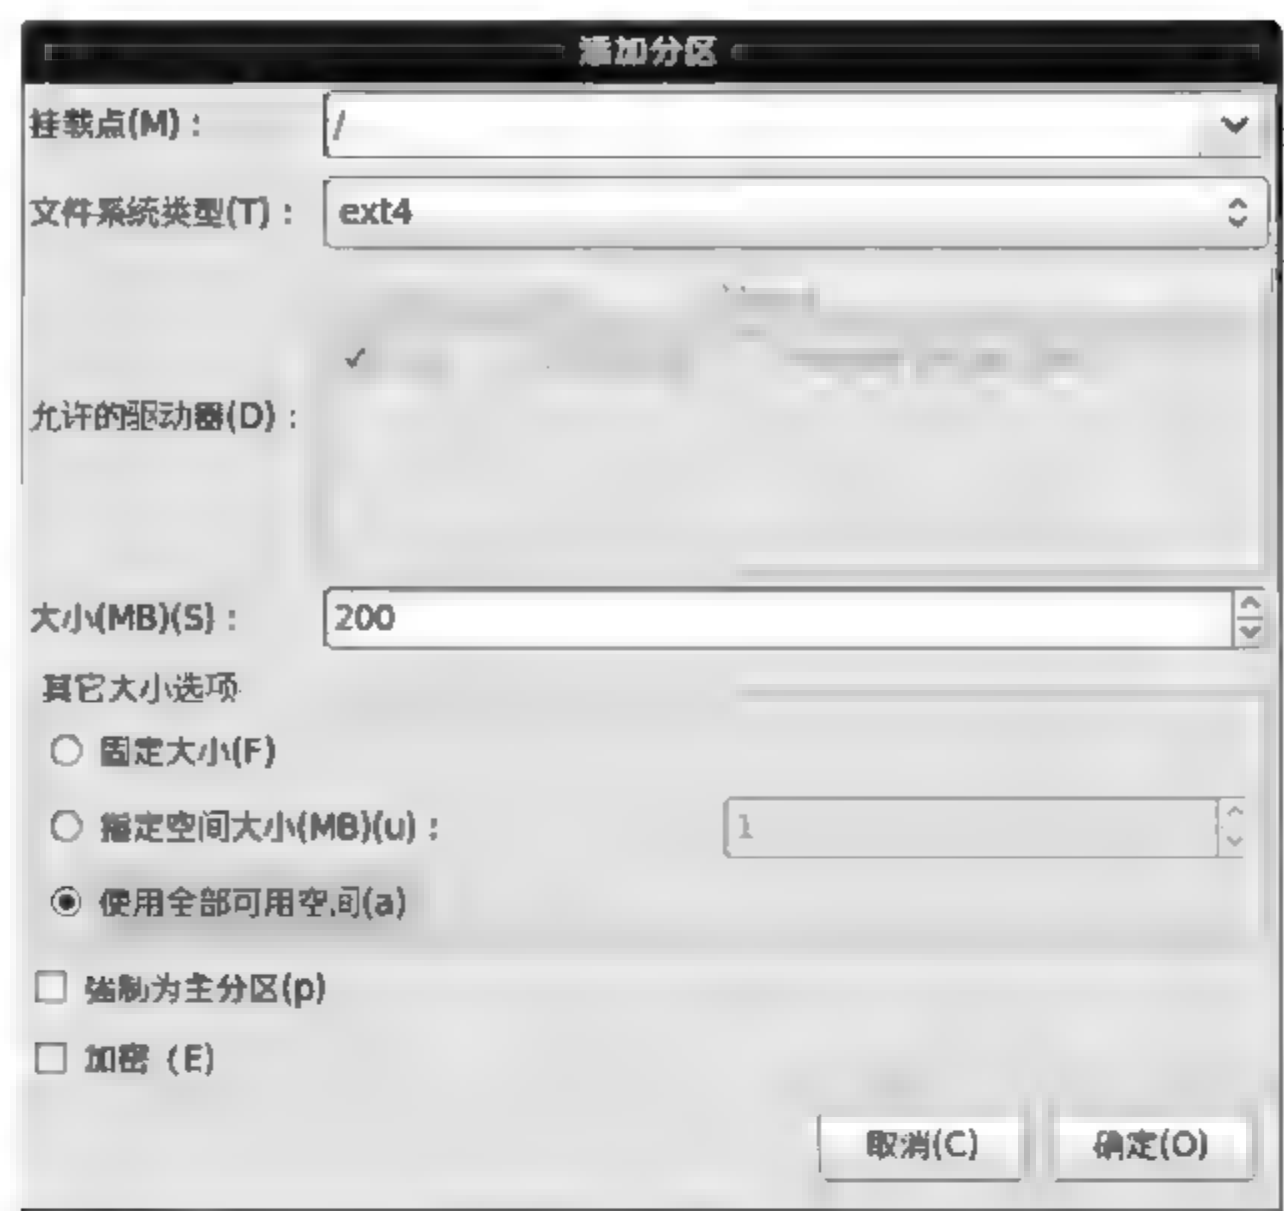 添加分区
挂载点(M)： /
文件系统类型(T)： ext4
允许的驱动器(D)： ✓
大小(MB)(S)： 200
其它大小选项
固定大小(F)
指定空间大小(MB)(u)： 1
使用全部可用空间(a)
强制为主分区(p)
加密 (E)
取消(C) 确定(O)